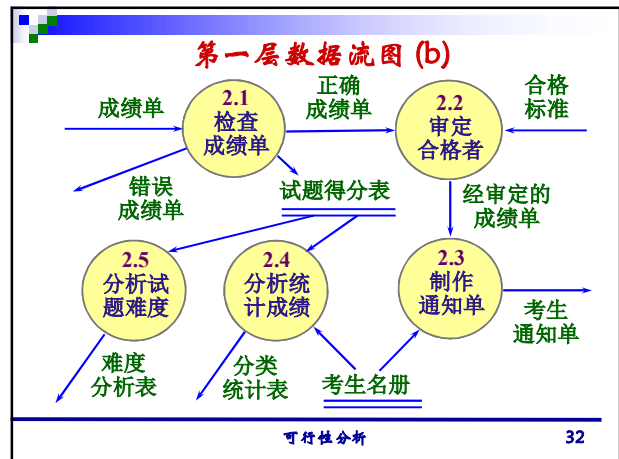 第一层数据流图 (b)
成绩单
2.1
检查
成绩单
正确
成绩单
2.2
审定
合格者
合格
标准
错误
成绩单
试题得分表
经审定的
成绩单
2.5
分析试
题难度
2.4
分析统
计成绩
2.3
制作
通知单
考生
通知单
难度
分析表
分类
统计表
考生名册
可行性分析
32